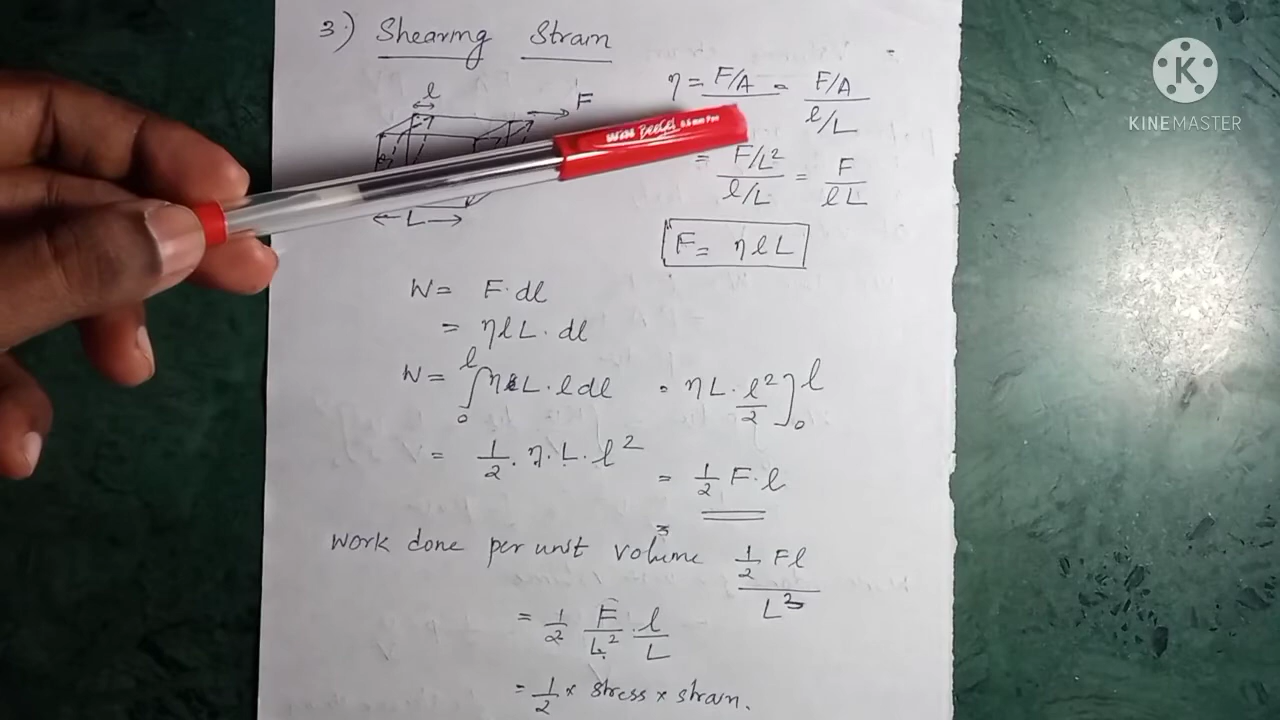 3.) Shearing Strain
l
F
L
η = F/A = F/A / l/L
= F/L² / l/L = F / lL
F = ηlL
W = F·dl
= ηlL·dl
W = ∫₀ˡ ηL·ldl = ηL·l²/2]₀ˡ
= 1/2·η·L·l²
= 1/2 F·l
Work done per unit volume 1/2 Fl / L³
= 1/2 F/L² · l/L
= 1/2 × stress × strain.
K
KINEMASTER